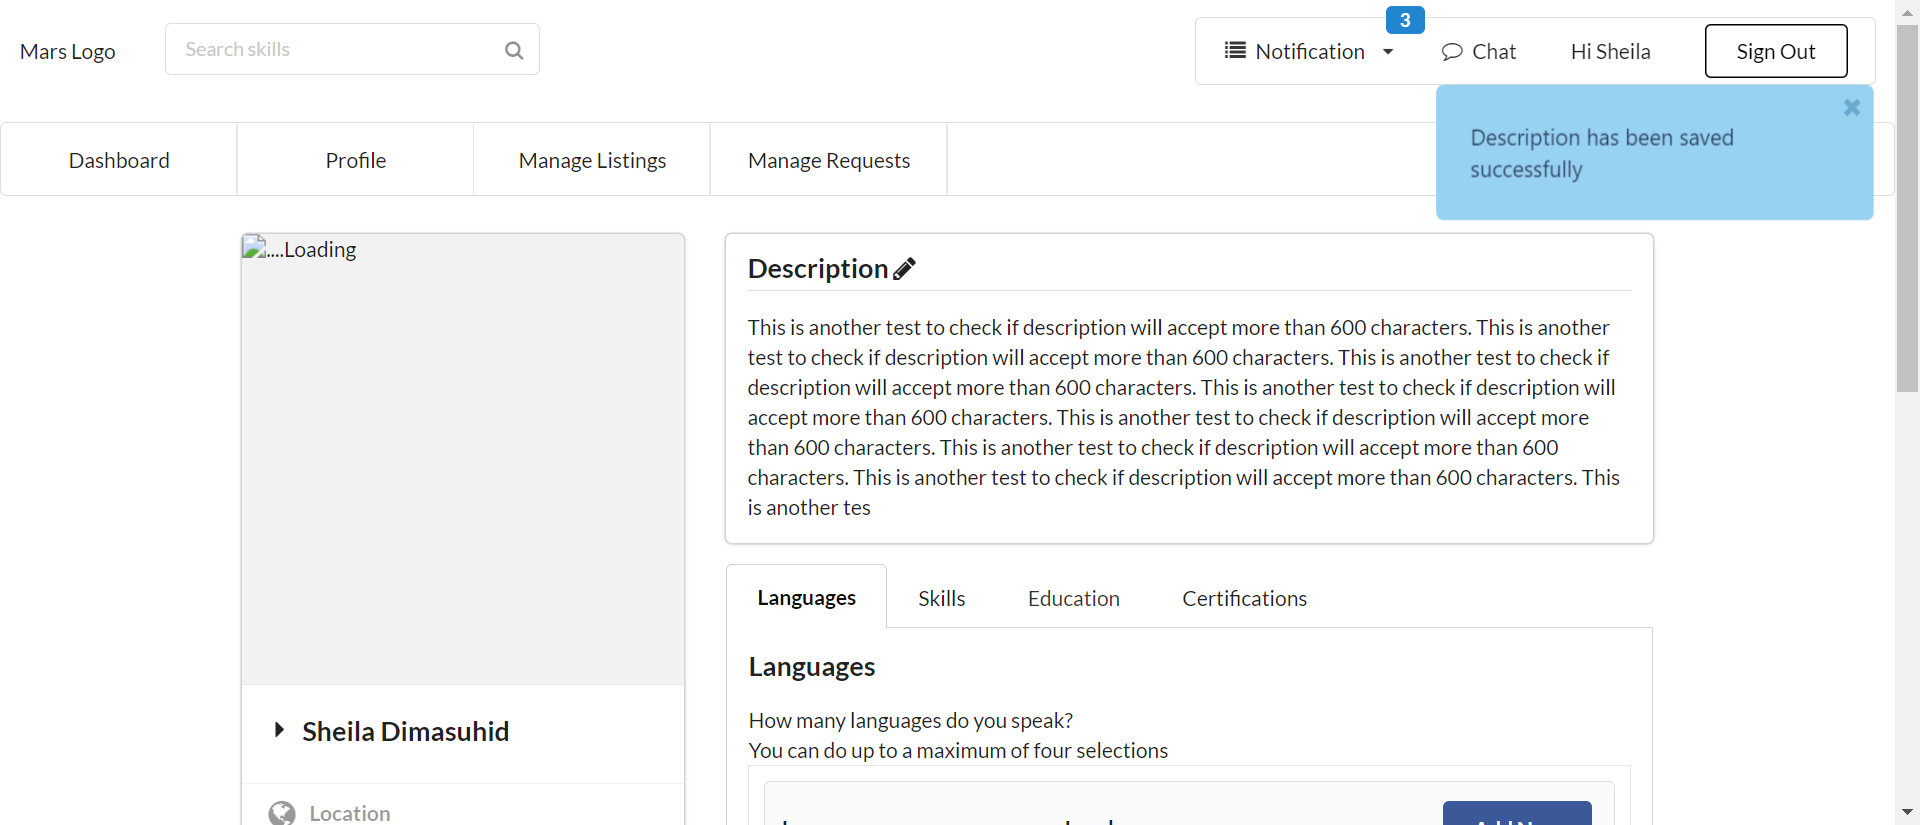 Mars Logo
Search skills
3
Notification
Chat
Hi Sheila
Sign Out
Description has been saved
successfully
Dashboard
Profile
Manage Listings
Manage Requests
....Loading
Description
This is another test to check if description will accept more than 600 characters. This is another
test to check if description will accept more than 600 characters. This is another test to check if
description will accept more than 600 characters. This is another test to check if description will
accept more than 600 characters. This is another test to check if description will accept more
than 600 characters. This is another test to check if description will accept more than 600
characters. This is another test to check if description will accept more than 600 characters. This
is another tes
Languages
Skills
Education
Certifications
Languages
How many languages do you speak?
You can do up to a maximum of four selections
Sheila Dimasuhid
Location